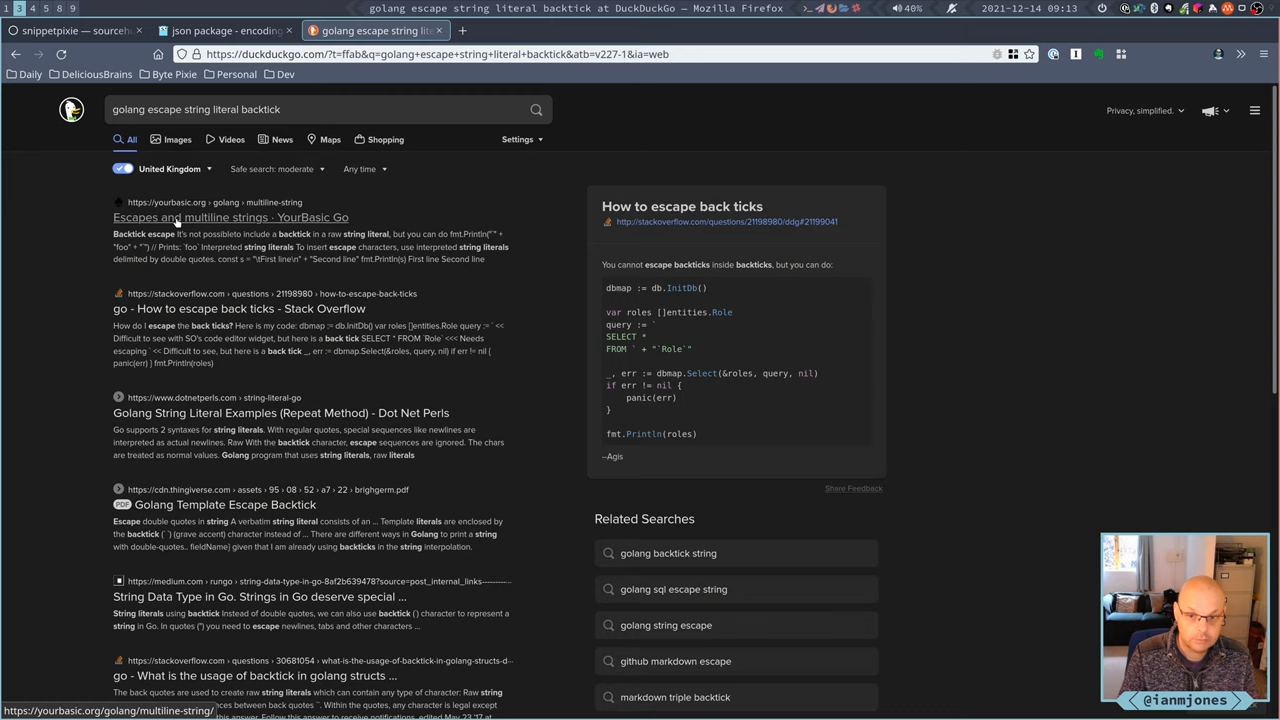 1 3 4 5 8 9
golang escape string literal backtick at DuckDuckGo — Mozilla Firefox
40%
2021-12-14 09:13
snippetpixie — sourcehu
json package - encoding
golang escape string lite
https://duckduckgo.com/?t=ffab&q=golang+escape+string+literal+backtick&atb=v227-1&ia=web
Daily
DeliciousBrains
Byte Pixie
Personal
Dev
golang escape string literal backtick
Privacy, simplified.
All
Images
Videos
News
Maps
Shopping
Settings
United Kingdom
Safe search: moderate
Any time
https://yourbasic.org › golang › multiline-string
Escapes and multiline strings · YourBasic Go
Backtick escape It's not possibleto include a backtick in a raw string literal, but you can do fmt.Println("`" +
"foo" + "`") // Prints: `foo` Interpreted string literals To insert escape characters, use interpreted string literals
delimited by double quotes. const s = "\tFirst line\n" + "Second line" fmt.Println(s) First line Second line
https://stackoverflow.com › questions › 21198980 › how-to-escape-back-ticks
go - How to escape back ticks - Stack Overflow
How do I escape the back ticks? Here is my code: dbmap := db.InitDb() var roles []entities.Role query := ` <<
Difficult to see with SO's code editor widget, but here is a back tick SELECT * FROM `Role` <<< Needs
escaping ` << Difficult to see, but here is a back tick _, err := dbmap.Select(&roles, query, nil) if err != nil {
panic(err) } fmt.Println(roles)
https://www.dotnetperls.com › string-literal-go
Golang String Literal Examples (Repeat Method) - Dot Net Perls
Go supports 2 syntaxes for string literals. With regular quotes, special sequences like newlines are
interpreted as actual newlines. Raw With the backtick character, escape sequences are ignored. The chars
are treated as normal values. Golang program that uses string literals, raw literals
https://cdn.thingiverse.com › assets › 95 › 08 › 52 › a7 › 22 › brighgerm.pdf
PDF Golang Template Escape Backtick
Escape double quotes in string A verbatim string literal consists of an ... Template literals are enclosed by
the backtick (` `) (grave accent) character instead of ... There are different ways in Golang to print a string
with double-quotes.. fieldName] given that I am already using backticks in the string interpolation.
https://medium.com › rungo › string-data-type-in-go-8af2b639478?source=post_internal_links---------···
String Data Type in Go. Strings in Go deserve special ...
String literals using backtick Instead of double quotes, we can also use backtick (`) character to represent a
string in Go. In quotes (") you need to escape newlines, tabs and other characters ...
https://stackoverflow.com › questions › 30681054 › what-is-the-usage-of-backtick-in-golang-structs-d···
go - What is the usage of backtick in golang structs ...
The back quotes are used to create raw string literals which can contain any type of character: Raw string
https://yourbasic.org/golang/multiline-string/
How to escape back ticks
http://stackoverflow.com/questions/21198980/ddg#21199041
You cannot escape backticks inside backticks, but you can do:
dbmap := db.InitDb()
var roles []entities.Role
query := `
SELECT *
FROM ` + "`Role`"
_, err := dbmap.Select(&roles, query, nil)
if err != nil {
panic(err)
}
fmt.Println(roles)
--Agis
Share Feedback
Related Searches
golang backtick string
golang sql escape string
golang string escape
github markdown escape
markdown triple backtick
@ianmjones